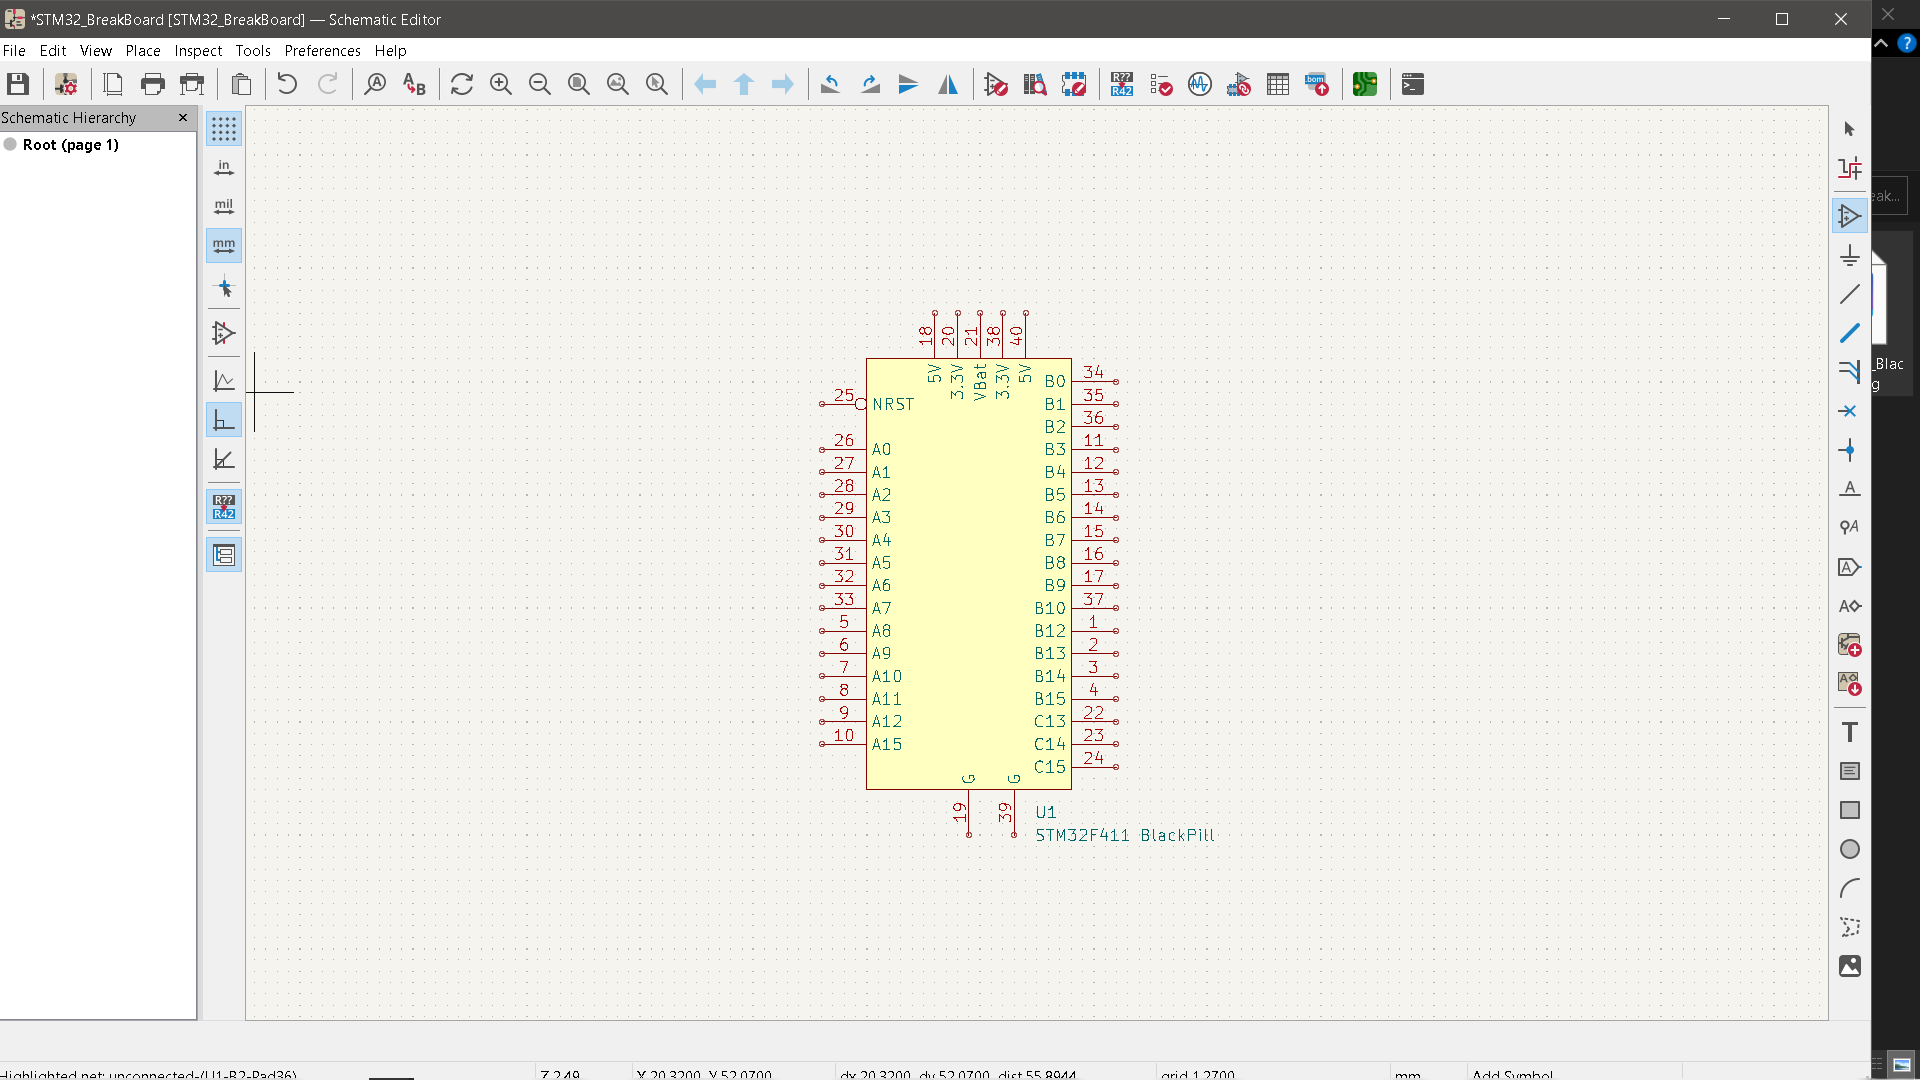 *STM32_BreakBoard [STM32_BreakBoard] — Schematic Editor
File Edit View Place Inspect Tools Preferences Help
Schematic Hierarchy
Root (page 1)
in
mil
mm
R??
R42
A
B
R??
R42
bom
18 20 21 38 40
5V 3.3V VBat 3.3V 5V
25 NRST
26 A0
27 A1
28 A2
29 A3
30 A4
31 A5
32 A6
33 A7
5 A8
6 A9
7 A10
8 A11
9 A12
10 A15
B0 34
B1 35
B2 36
B3 11
B4 12
B5 13
B6 14
B7 15
B8 16
B9 17
B10 37
B12 1
B13 2
B14 3
B15 4
C13 22
C14 23
C15 24
G G
19 39
U1
STM32F411 BlackPill
eak...
_Blac
g
Highlighted net: unconnected-(U1-B2-Pad36) Z 2.49 X 20.3200 Y 52.0700 dx 20.3200 dy 52.0700 dist 55.8944 grid 1.2700 mm Add Symbol